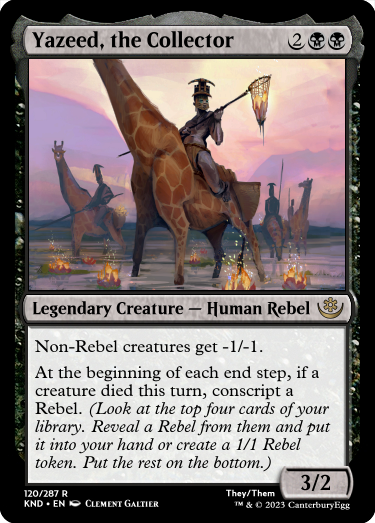 Yazeed, the Collector 2
Legendary Creature — Human Rebel
Non-Rebel creatures get -1/-1.
At the beginning of each end step, if a
creature died this turn, conscript a
Rebel. (Look at the top four cards of your
library. Reveal a Rebel from them and put
it into your hand or create a 1/1 Rebel
token. Put the rest on the bottom.)
3/2
120/287 R They/Them
KND • EN Clement Galtier ™ & © 2023 CanterburyEgg